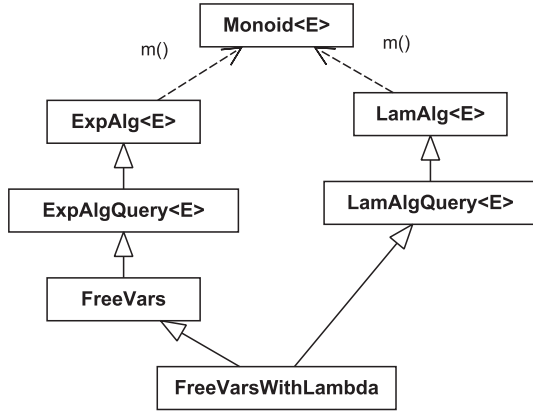 Monoid<E>
m()
m()
ExpAlg<E>
LamAlg<E>
ExpAlgQuery<E>
LamAlgQuery<E>
FreeVars
FreeVarsWithLambda